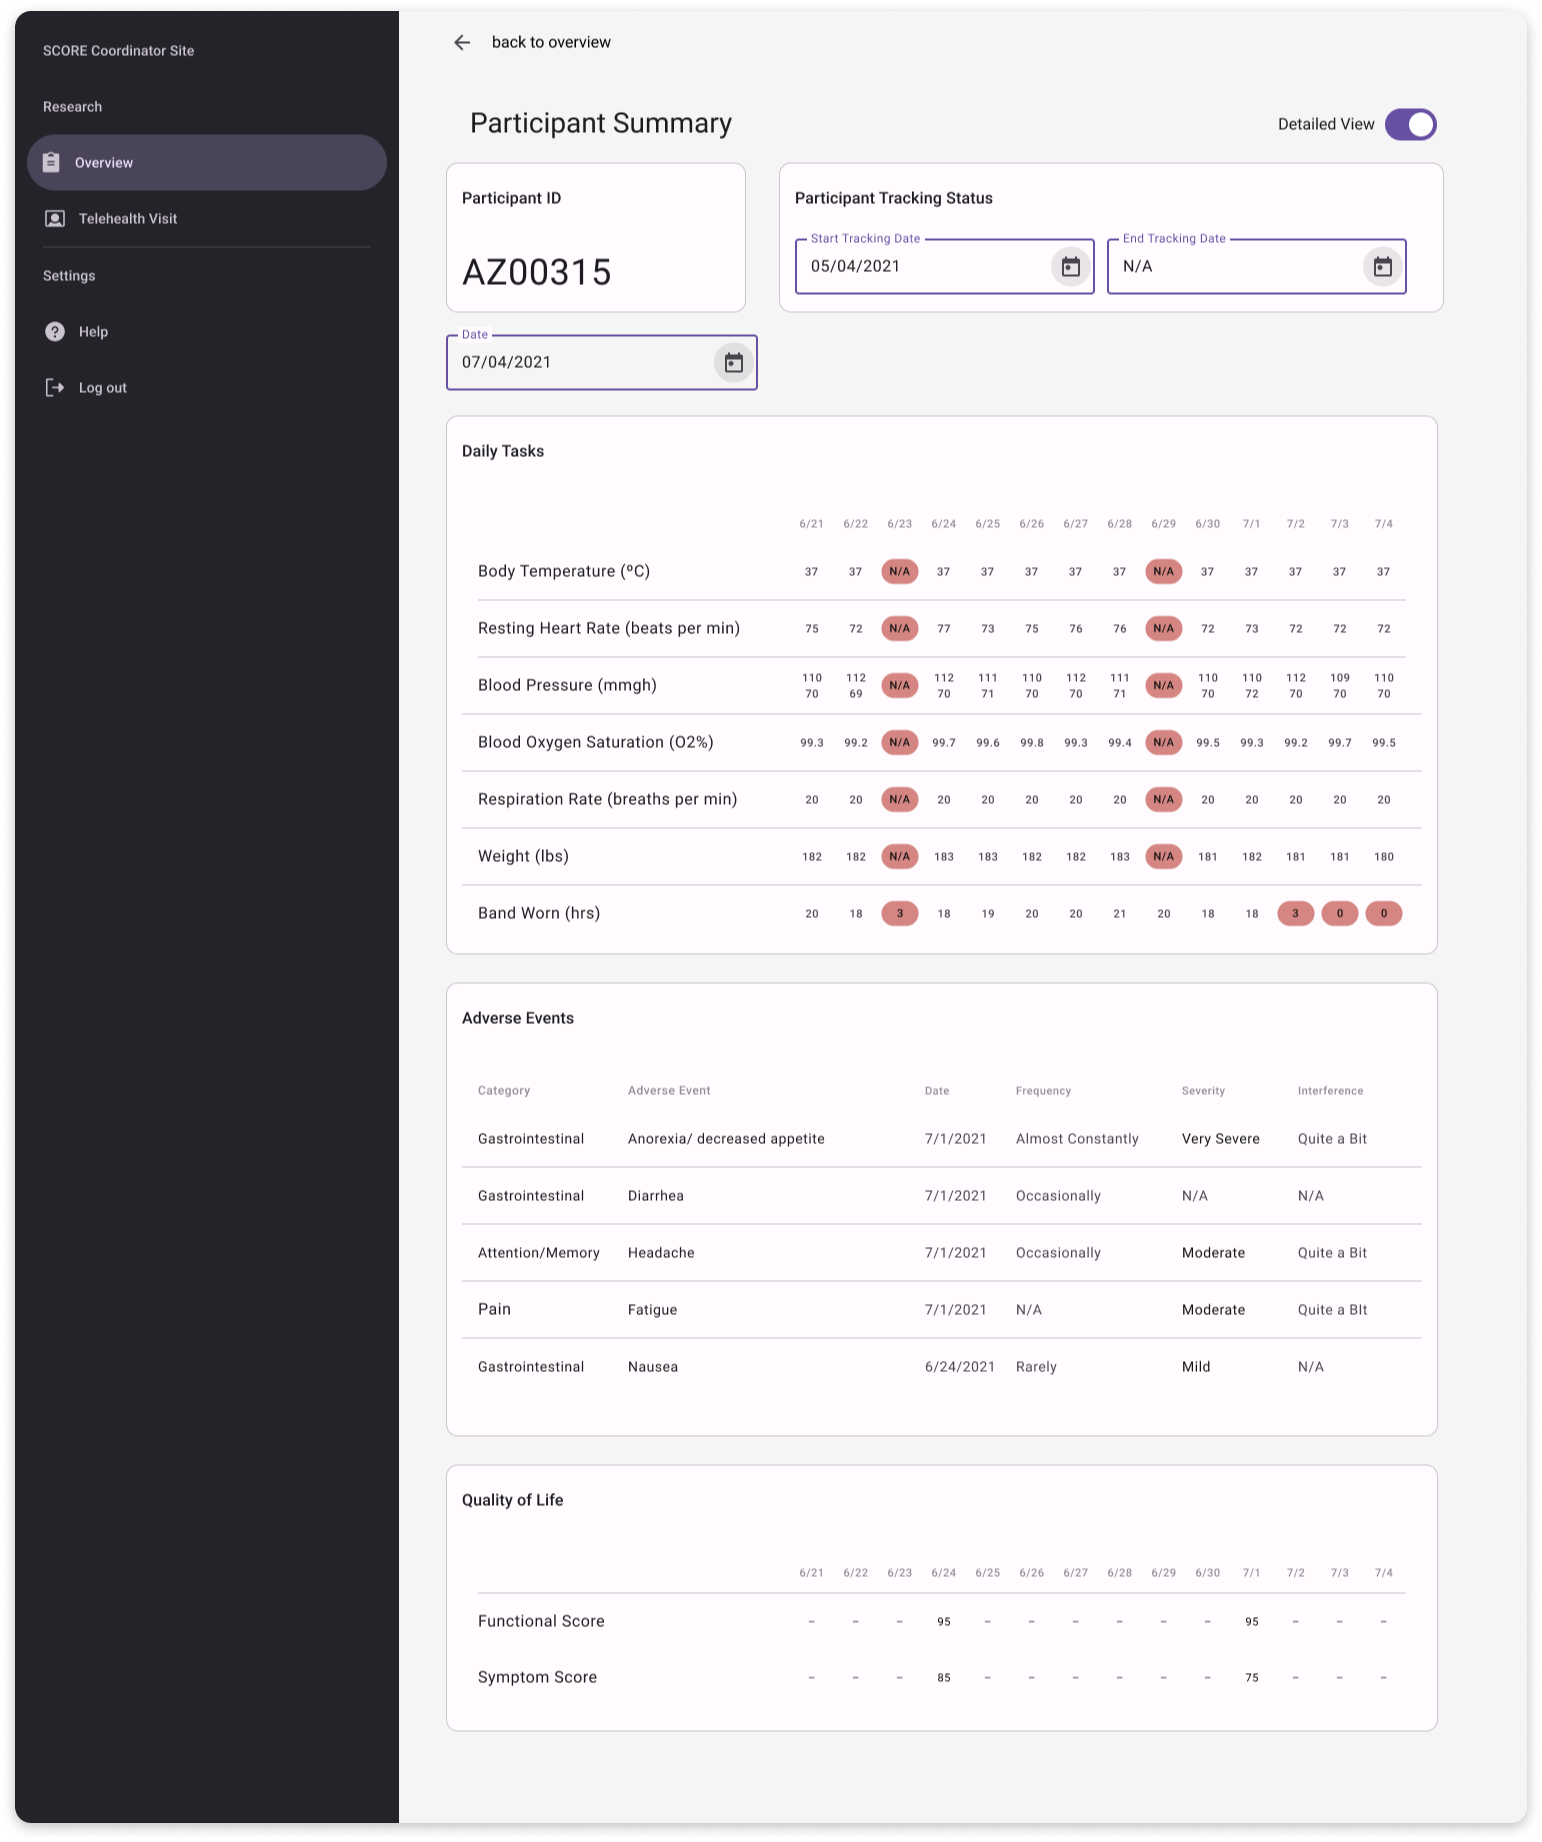 SCORE Coordinator Site
Research
Overview
Telehealth Visit
Settings
Help
Log out
back to overview
Participant Summary
Detailed View
Participant ID
AZ00315
Participant Tracking Status
Start Tracking Date
05/04/2021
End Tracking Date
N/A
Date
07/04/2021
Daily Tasks
6/21 6/22 6/23 6/24 6/25 6/26 6/27 6/28 6/29 6/30 7/1 7/2 7/3 7/4
Body Temperature (ºC) 37 37 N/A 37 37 37 37 37 N/A 37 37 37 37 37
Resting Heart Rate (beats per min) 75 72 N/A 77 73 75 76 76 N/A 72 73 72 72 72
Blood Pressure (mmgh) 110 112 N/A 112 111 110 112 111 N/A 110 110 112 109 110
70 69 70 71 70 70 71 70 72 70 70 70
Blood Oxygen Saturation (O2%) 99.3 99.2 N/A 99.7 99.6 99.8 99.3 99.4 N/A 99.5 99.3 99.2 99.7 99.5
Respiration Rate (breaths per min) 20 20 N/A 20 20 20 20 20 N/A 20 20 20 20 20
Weight (lbs) 182 182 N/A 183 183 182 182 183 N/A 181 182 181 181 180
Band Worn (hrs) 20 18 3 18 19 20 20 21 20 18 18 3 0 0
Adverse Events
Category Adverse Event Date Frequency Severity Interference
Gastrointestinal Anorexia/ decreased appetite 7/1/2021 Almost Constantly Very Severe Quite a Bit
Gastrointestinal Diarrhea 7/1/2021 Occasionally N/A N/A
Attention/Memory Headache 7/1/2021 Occasionally Moderate Quite a Bit
Pain Fatigue 7/1/2021 N/A Moderate Quite a BIt
Gastrointestinal Nausea 6/24/2021 Rarely Mild N/A
Quality of Life
6/21 6/22 6/23 6/24 6/25 6/26 6/27 6/28 6/29 6/30 7/1 7/2 7/3 7/4
Functional Score - - - 95 - - - - - - 95 - - -
Symptom Score - - - 85 - - - - - - 75 - - -